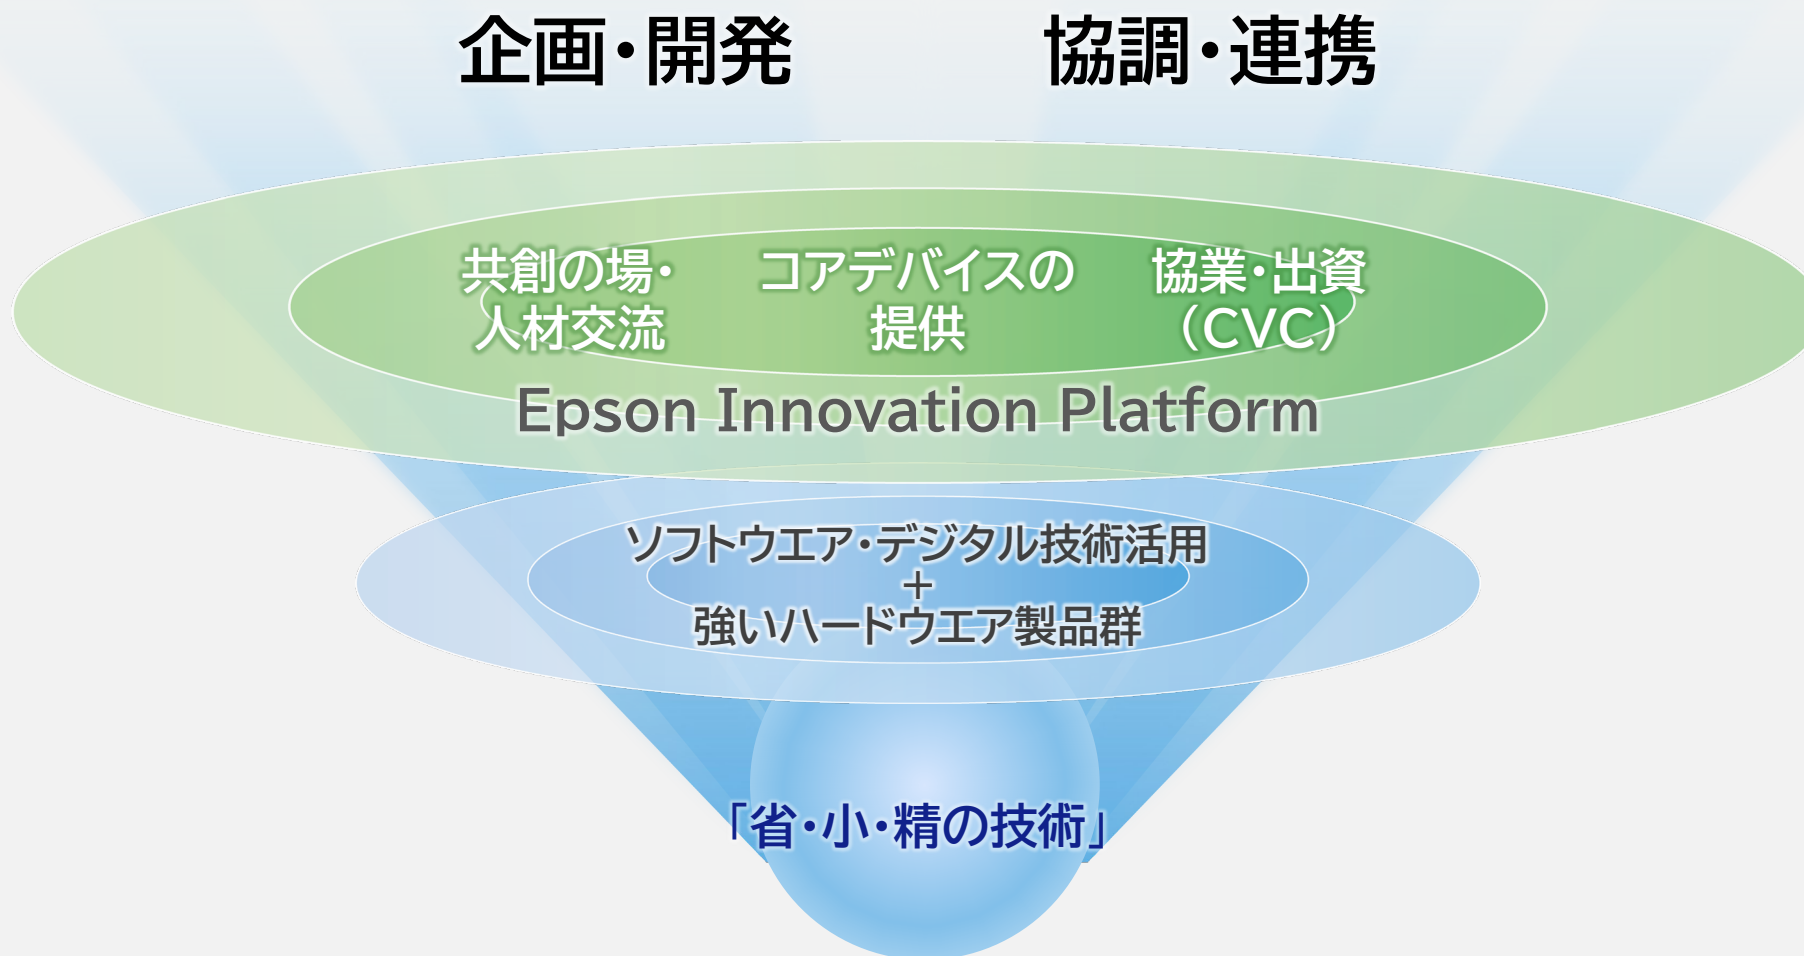 企画・開発
協調・連携
共創の場・
人材交流
コアデバイスの
提供
協業・出資
（CVC）
Epson Innovation Platform
ソフトウエア・デジタル技術活用
＋
強いハードウエア製品群
「省・小・精の技術」